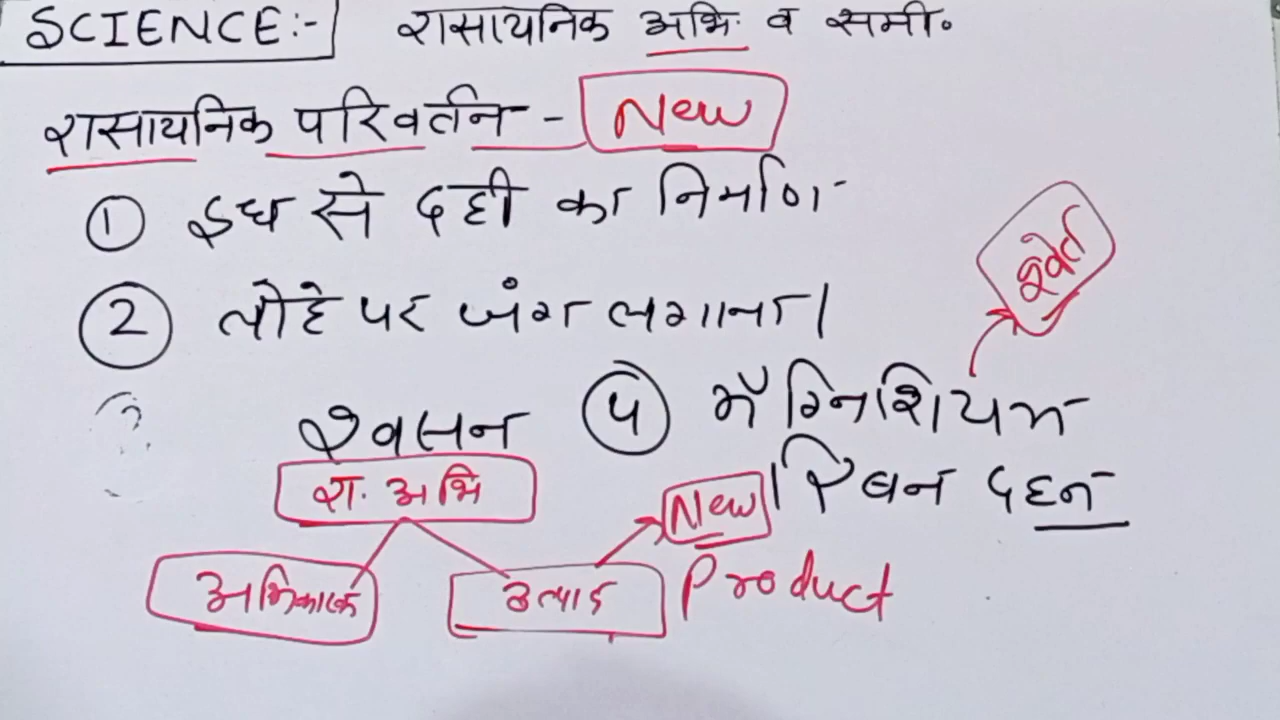 SCIENCE:- रासायनिक अभि. व समी॰
रासायनिक परिवर्तन - New
① दूध से दही का निर्माण
② लोहे पर जंग लगाना।
श्वसन
④ मैग्निशियम
श्वेत
रिबन दहन
रा. अभि
अभिकारक
उत्पाद
New
Product